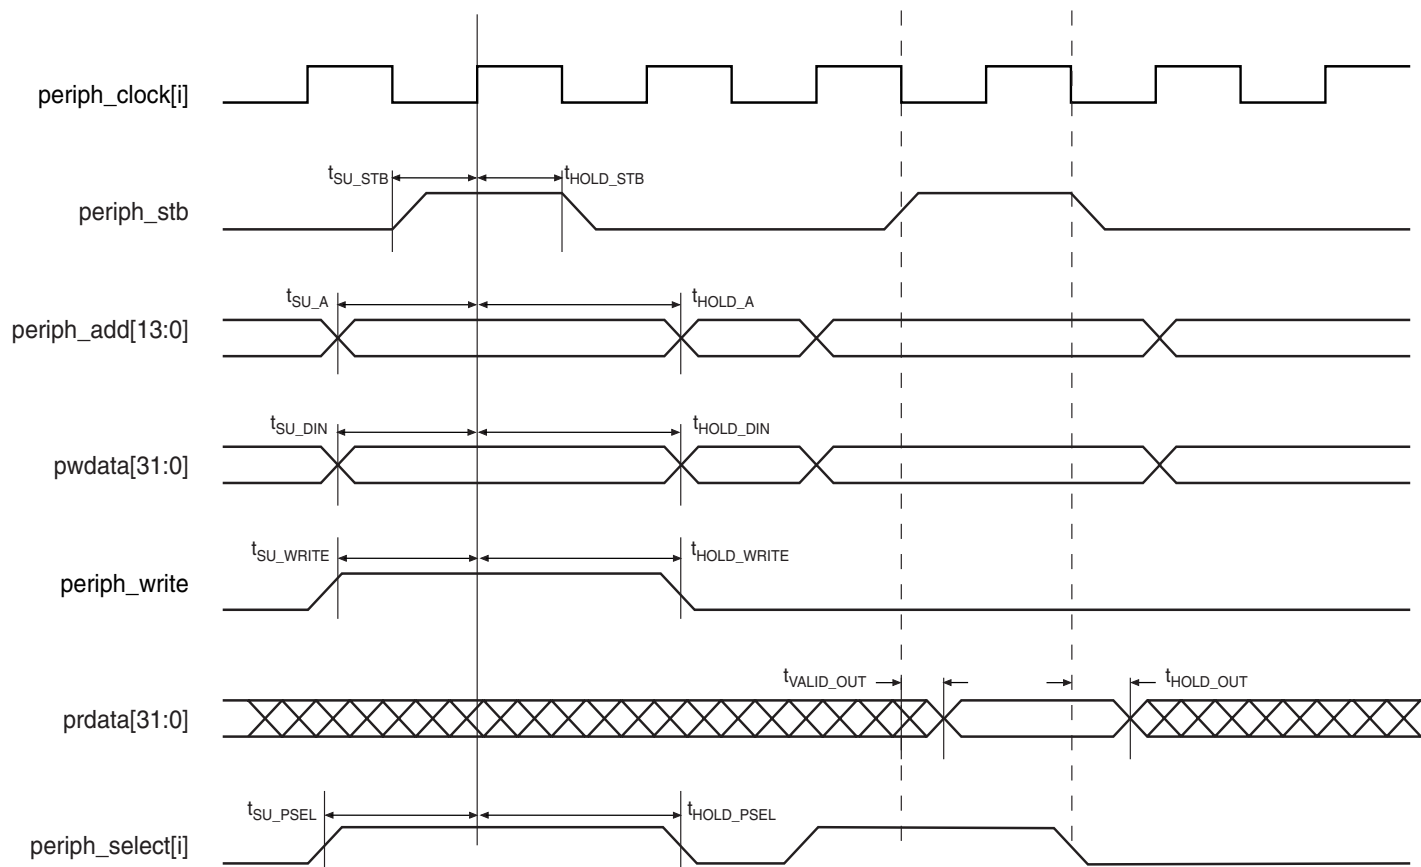 periph_clock[i]
tSU_STB tHOLD_STB
periph_stb
tSU_A tHOLD_A
periph_add[13:0]
tSU_DIN tHOLD_DIN
pwdata[31:0]
tSU_WRITE tHOLD_WRITE
periph_write
tVALID_OUT tHOLD_OUT
prdata[31:0]
tSU_PSEL tHOLD_PSEL
periph_select[i]